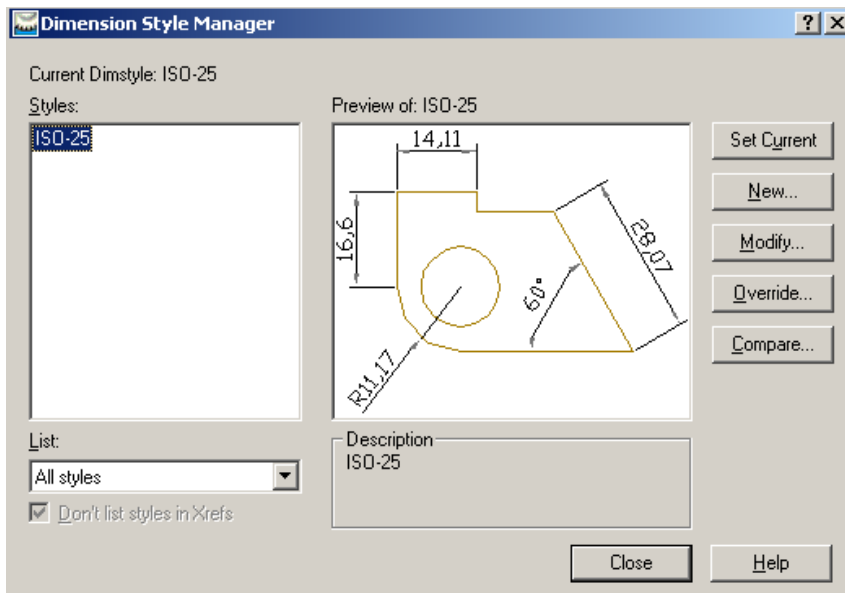 Dimension Style Manager
Current Dimstyle: ISO-25
Styles:
ISO-25
Preview of: ISO-25
14,11
16,6
28,07
60°
R11,17
Set Current
New...
Modify...
Override...
Compare...
List:
All styles
Don't list styles in Xrefs
Description
ISO-25
Close
Help